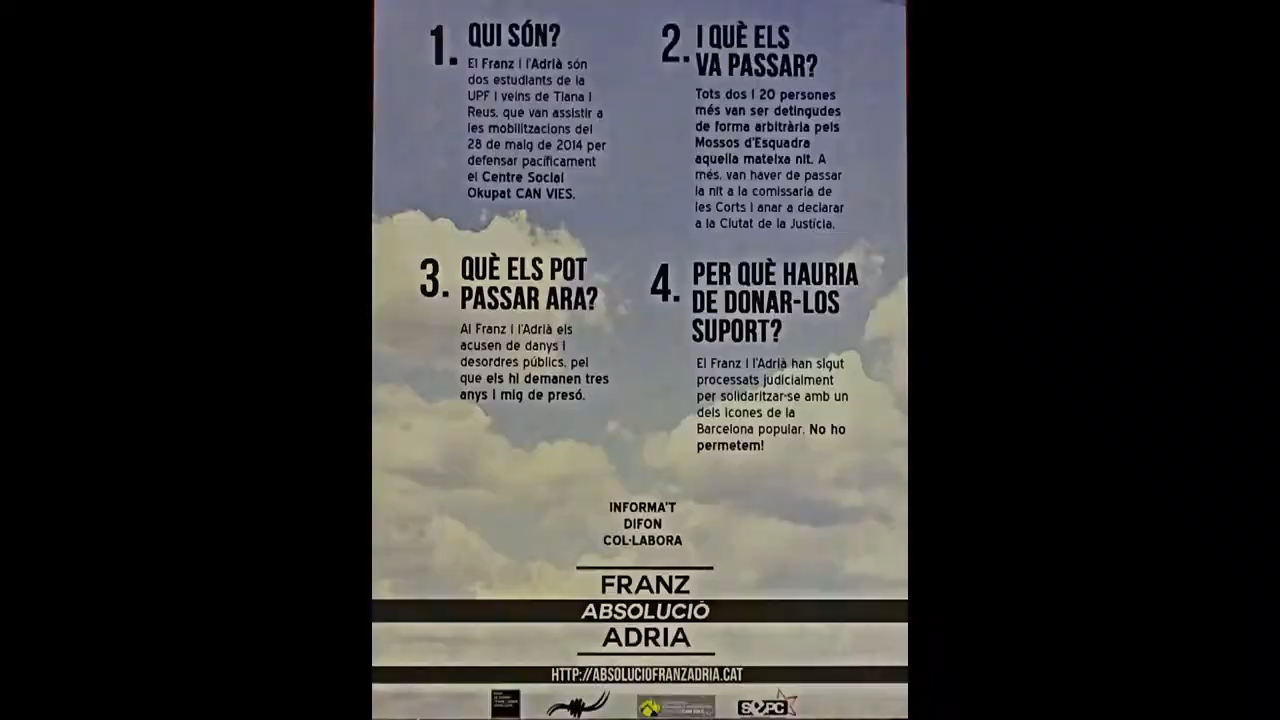 1. QUI SÓN?
El Franz i l'Adrià són
dos estudiants de la
UPF i veïns de Tiana i
Reus, que van assistir a
les mobilitzacions del
28 de maig de 2014 per
defensar pacíficament
el Centre Social
Okupat CAN VIES.
2. I QUÈ ELS
VA PASSAR?
Tots dos i 20 persones
més van ser detingudes
de forma arbitrària pels
Mossos d'Esquadra
aquella mateixa nit. A
més, van haver de passar
la nit a la comissaria de
les Corts i anar a declarar
a la Ciutat de la Justícia.
3. QUÈ ELS POT
PASSAR ARA?
Al Franz i l'Adrià els
acusen de danys i
desordres públics, pel
que els hi demanen tres
anys i mig de presó.
4. PER QUÈ HAURIA
DE DONAR-LOS
SUPORT?
El Franz i l'Adrià han sigut
processats judicialment
per solidaritzar-se amb un
dels icones de la
Barcelona popular. No ho
permetem!
INFORMA'T
DIFON
COL·LABORA
FRANZ
ABSOLUCIÓ
ADRIA
HTTP://ABSOLUCIOFRANZADRIA.CAT
CAN VIES
SEPC